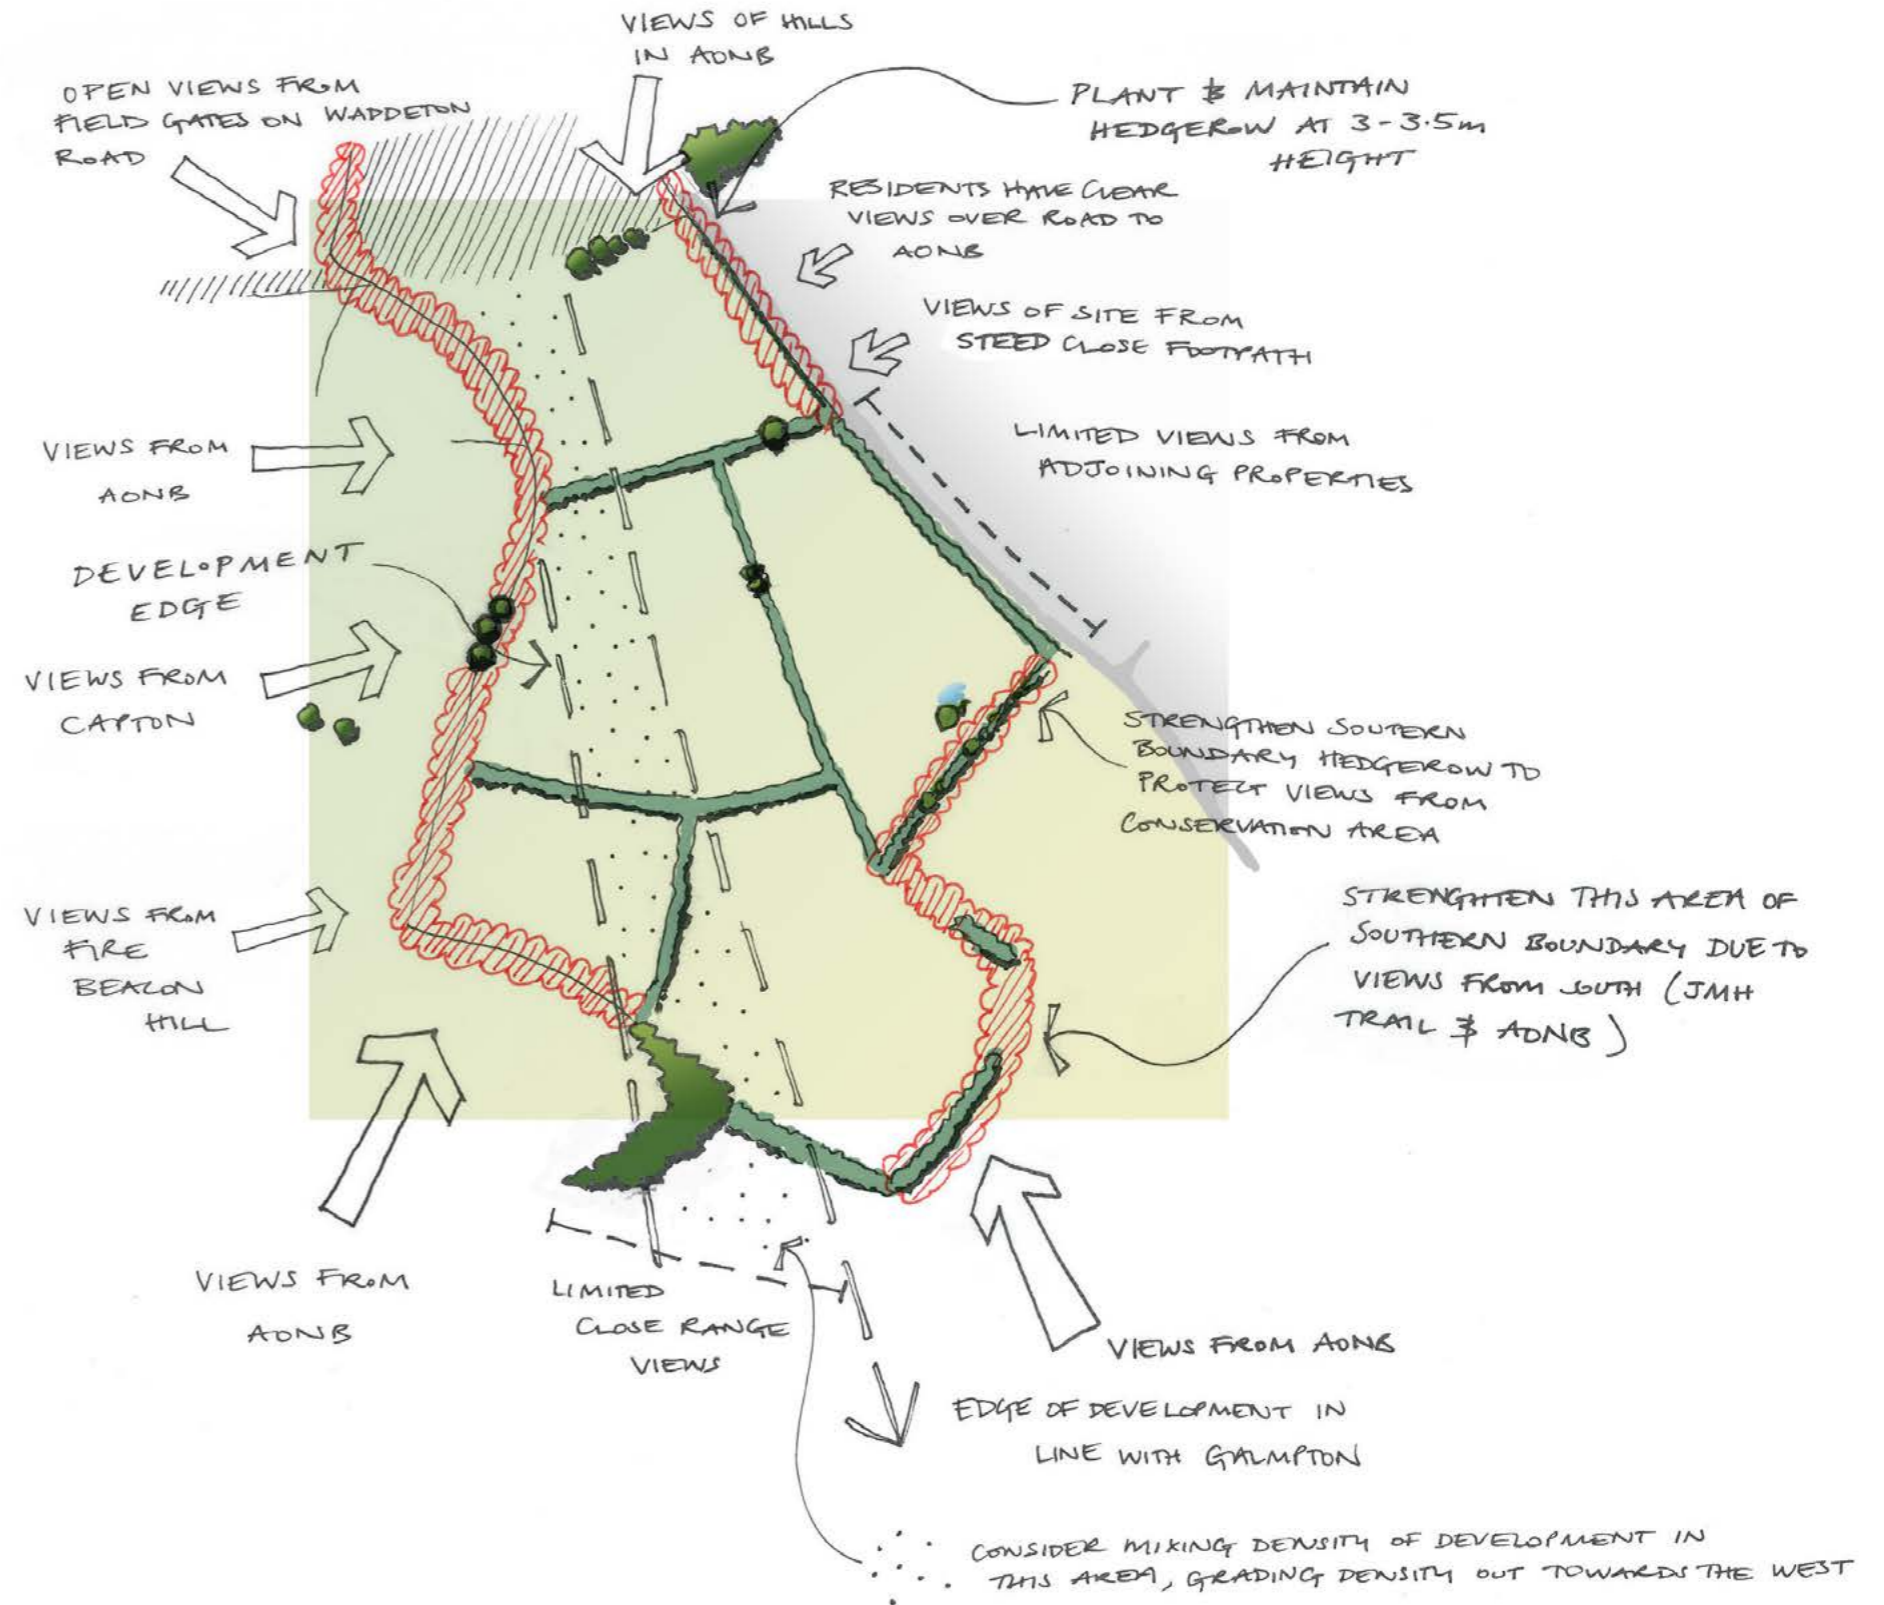 VIEWS OF HILLS
IN AONB
OPEN VIEWS FROM
FIELD GATES ON WADDETON
ROAD
PLANT & MAINTAIN
HEDGEROW AT 3-3.5m
HEIGHT
RESIDENTS HAVE CLEAR
VIEWS OVER ROAD TO
AONB
VIEWS OF SITE FROM
STEED CLOSE FOOTPATH
LIMITED VIEWS FROM
ADJOINING PROPERTIES
VIEWS FROM
AONB
DEVELOPMENT
EDGE
VIEWS FROM
CAPTON
STRENGTHEN SOUTERN
BOUNDARY HEDGEROW TO
PROTECT VIEWS FROM
CONSERVATION AREA
VIEWS FROM
FIRE
BEACON
HILL
STRENGHTEN THIS AREA OF
SOUTHERN BOUNDARY DUE TO
VIEWS FROM SOUTH (JMH
TRAIL & AONB)
VIEWS FROM
AONB
LIMITED
CLOSE RANGE
VIEWS
VIEWS FROM AONB
EDGE OF DEVELOPMENT IN
LINE WITH GALMPTON
CONSIDER MIXING DENSITY OF DEVELOPMENT IN
THIS AREA, GRADING DENSITY OUT TOWARDS THE WEST